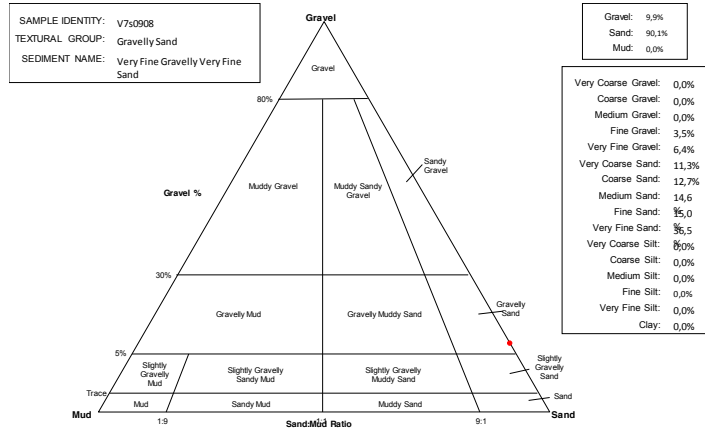 SAMPLE IDENTITY: V7s0908
TEXTURAL GROUP: Gravelly Sand
SEDIMENT NAME: Very Fine Gravelly Very Fine
Sand
Gravel: 9,9%
Sand: 90,1%
Mud: 0,0%
Very Coarse Gravel: 0,0%
Coarse Gravel: 0,0%
Medium Gravel: 0,0%
Fine Gravel: 3,5%
Very Fine Gravel: 6,4%
Very Coarse Sand: 11,3%
Coarse Sand: 12,7%
Medium Sand: 14,6
%
Fine Sand: 15,0
%
Very Fine Sand: 36,5
%
Very Coarse Silt: 0,0%
Coarse Silt: 0,0%
Medium Silt: 0,0%
Fine Silt: 0,0%
Very Fine Silt: 0,0%
Clay: 0,0%
Gravel
Gravel
80%
Sandy
Gravel
Muddy Gravel
Muddy Sandy
Gravel
Gravel %
30%
Gravelly Mud
Gravelly Muddy Sand
Gravelly
Sand
5%
Slightly
Gravelly
Mud
Slightly Gravelly
Sandy Mud
Slightly Gravelly
Muddy Sand
Slightly
Gravelly
Sand
Trace
Mud
Sandy Mud
Muddy Sand
Sand
Mud
Sand
1:9
1:1
9:1
Sand:Mud Ratio